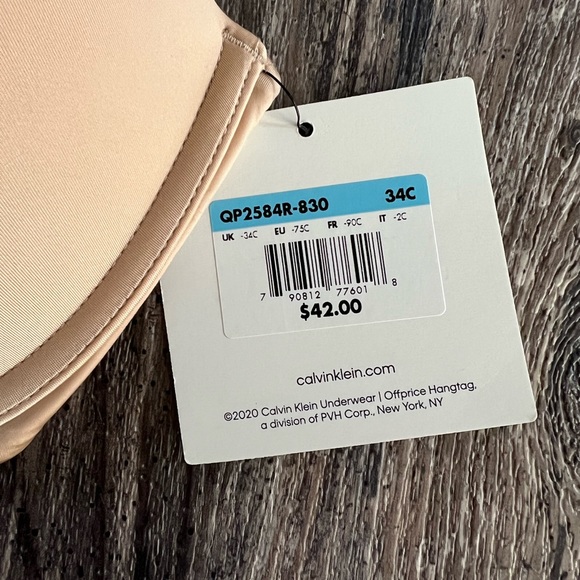 QP2584R-830 34C
UK -34C EU -75C FR -90C IT -2C
7 90812 77601 8
$42.00
calvinklein.com
©2020 Calvin Klein Underwear | Offprice Hangtag,
a division of PVH Corp., New York, NY